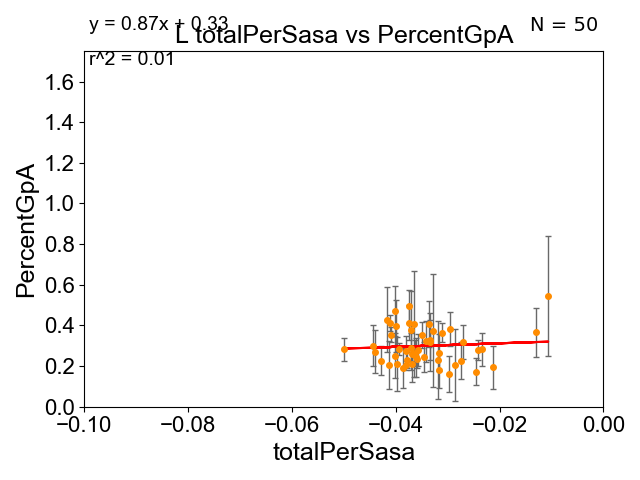 y = 0.87x + 0.33
N = 50
L totalPerSasa vs PercentGpA
r^2 = 0.01
PercentGpA
1.6
1.4
1.2
1.0
0.8
0.6
0.4
0.2
0.0
−0.10 −0.08 −0.06 −0.04 −0.02 0.00
totalPerSasa